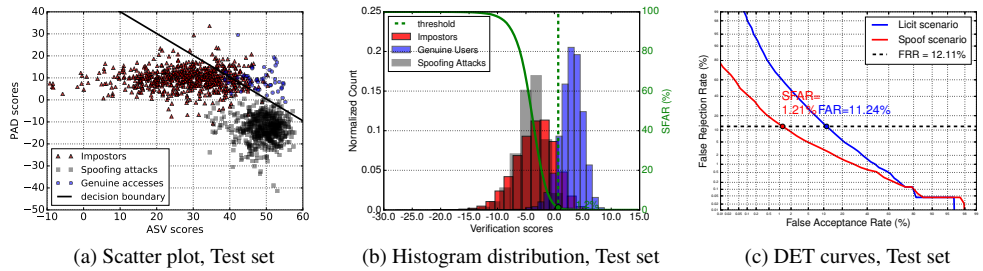 40
30
20
10
0
−10
−20
−30
−40
−50
PAD scores
−10 0 10 20 30 40 50 60
ASV scores
Impostors
Spoofing attacks
Genuine accesses
decision boundary
(a) Scatter plot, Test set
0.25
0.20
0.15
0.10
0.05
0.00
Normalized Count
-30.0 -25.0 -20.0 -15.0 -10.0 -5.0 0.0 5.0 10.0 15.0
Verification scores
threshold
Impostors
Genuine Users
Spoofing Attacks
100
80
60
40
20
0
SFAR (%)
(b) Histogram distribution, Test set
False Rejection Rate (%)
Licit scenario
Spoof scenario
FRR = 12.11%
SFAR=
1.21%
FAR=11.24%
False Acceptance Rate (%)
(c) DET curves, Test set